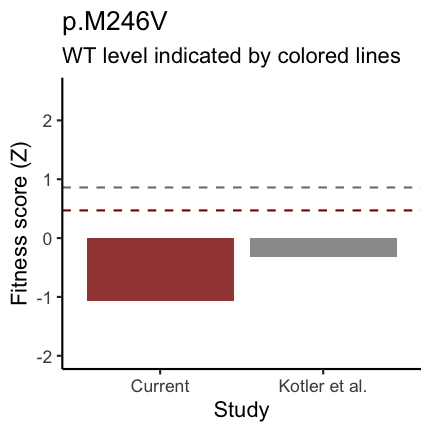 p.M246V
WT level indicated by colored lines
Fitness score (Z)
2
1
0
-1
-2
Current
Kotler et al.
Study